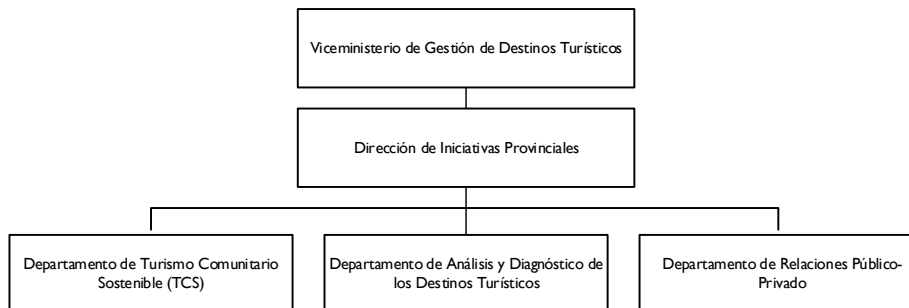 Viceministerio de Gestión de Destinos Turísticos
Dirección de Iniciativas Provinciales
Departamento de Turismo Comunitario
Sostenible (TCS)
Departamento de Análisis y Diagnóstico de
los Destinos Turísticos
Departamento de Relaciones Público-
Privado